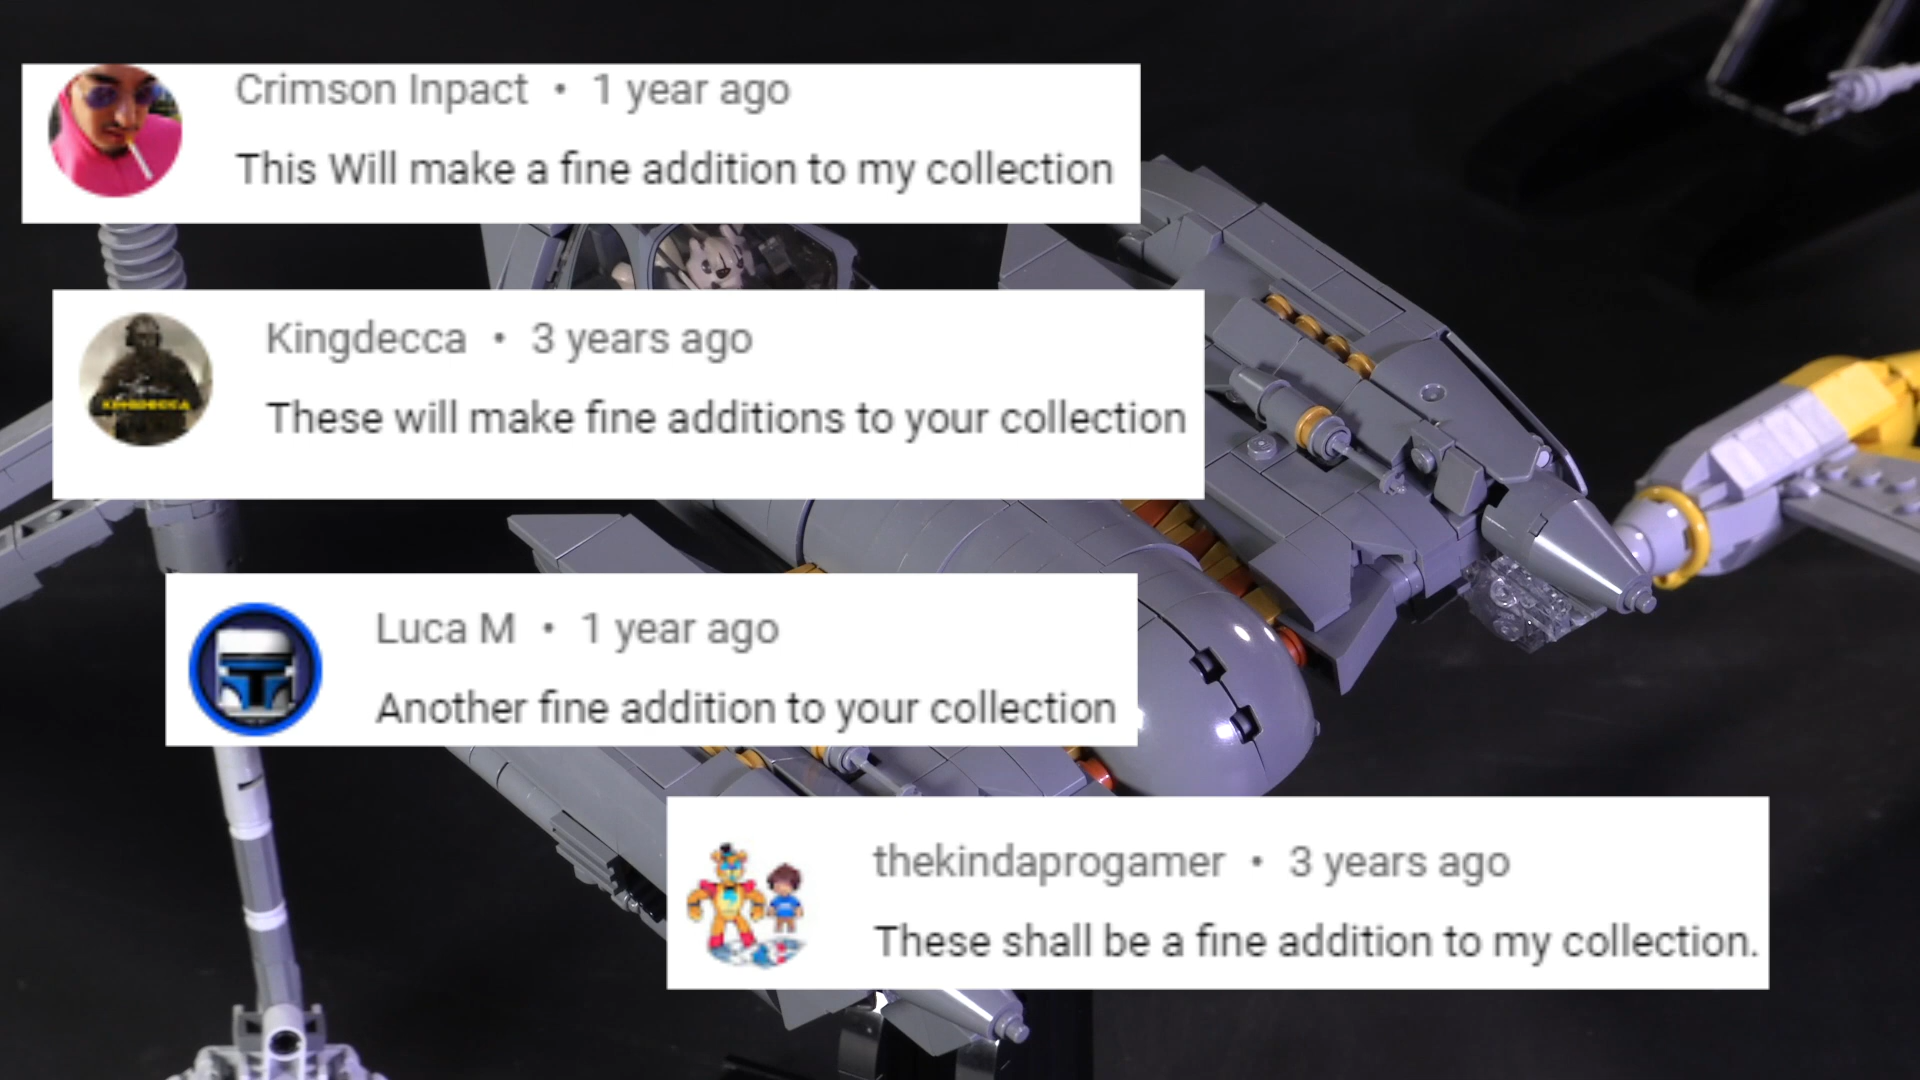 Crimson Inpact • 1 year ago
This Will make a fine addition to my collection
Kingdecca • 3 years ago
These will make fine additions to your collection
KINGDECCA
Luca M • 1 year ago
Another fine addition to your collection
thekindaprogamer • 3 years ago
These shall be a fine addition to my collection.